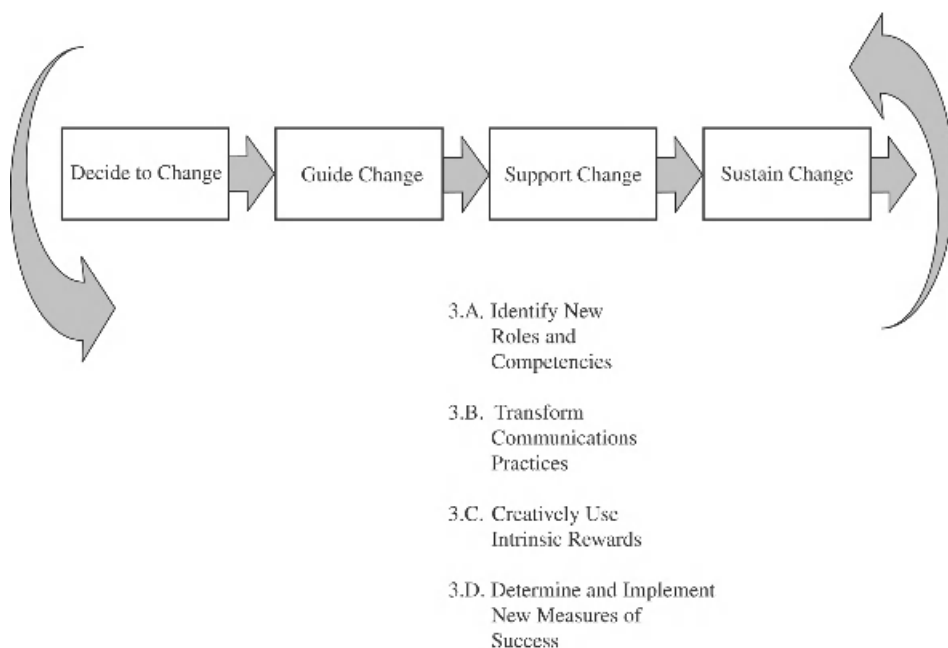 Decide to Change
Guide Change
Support Change
Sustain Change
3.A. Identify New
Roles and
Competencies
3.B. Transform
Communications
Practices
3.C. Creatively Use
Intrinsic Rewards
3.D. Determine and Implement
New Measures of
Success